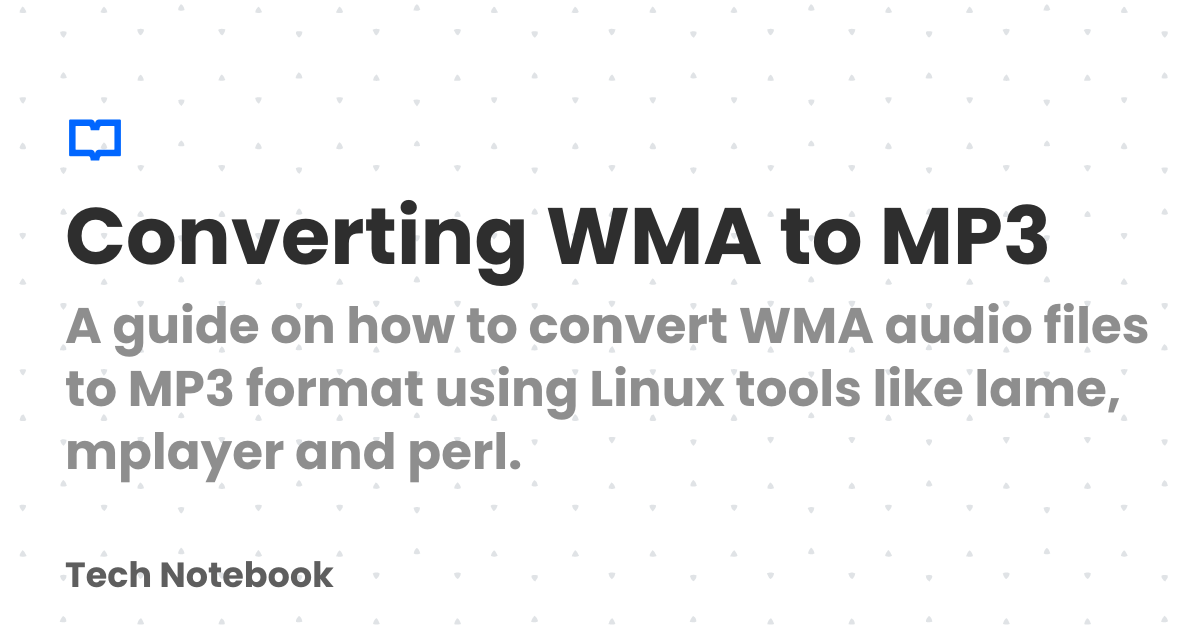 Converting WMA to MP3
A guide on how to convert WMA audio files
to MP3 format using Linux tools like lame,
mplayer and perl.
Tech Notebook